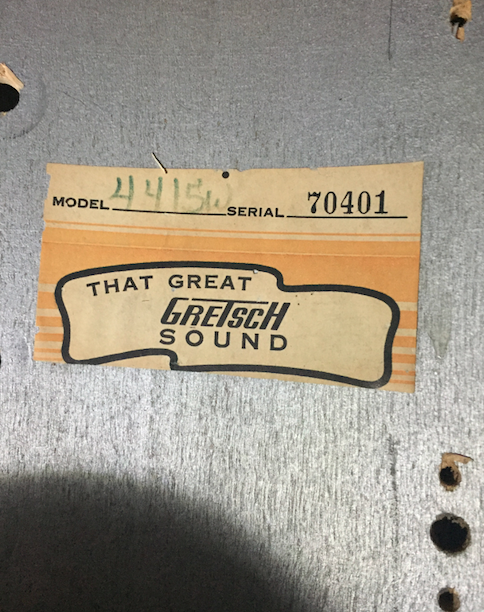 MODEL 4415W SERIAL 70401
THAT GREAT
GRETSCH
SOUND